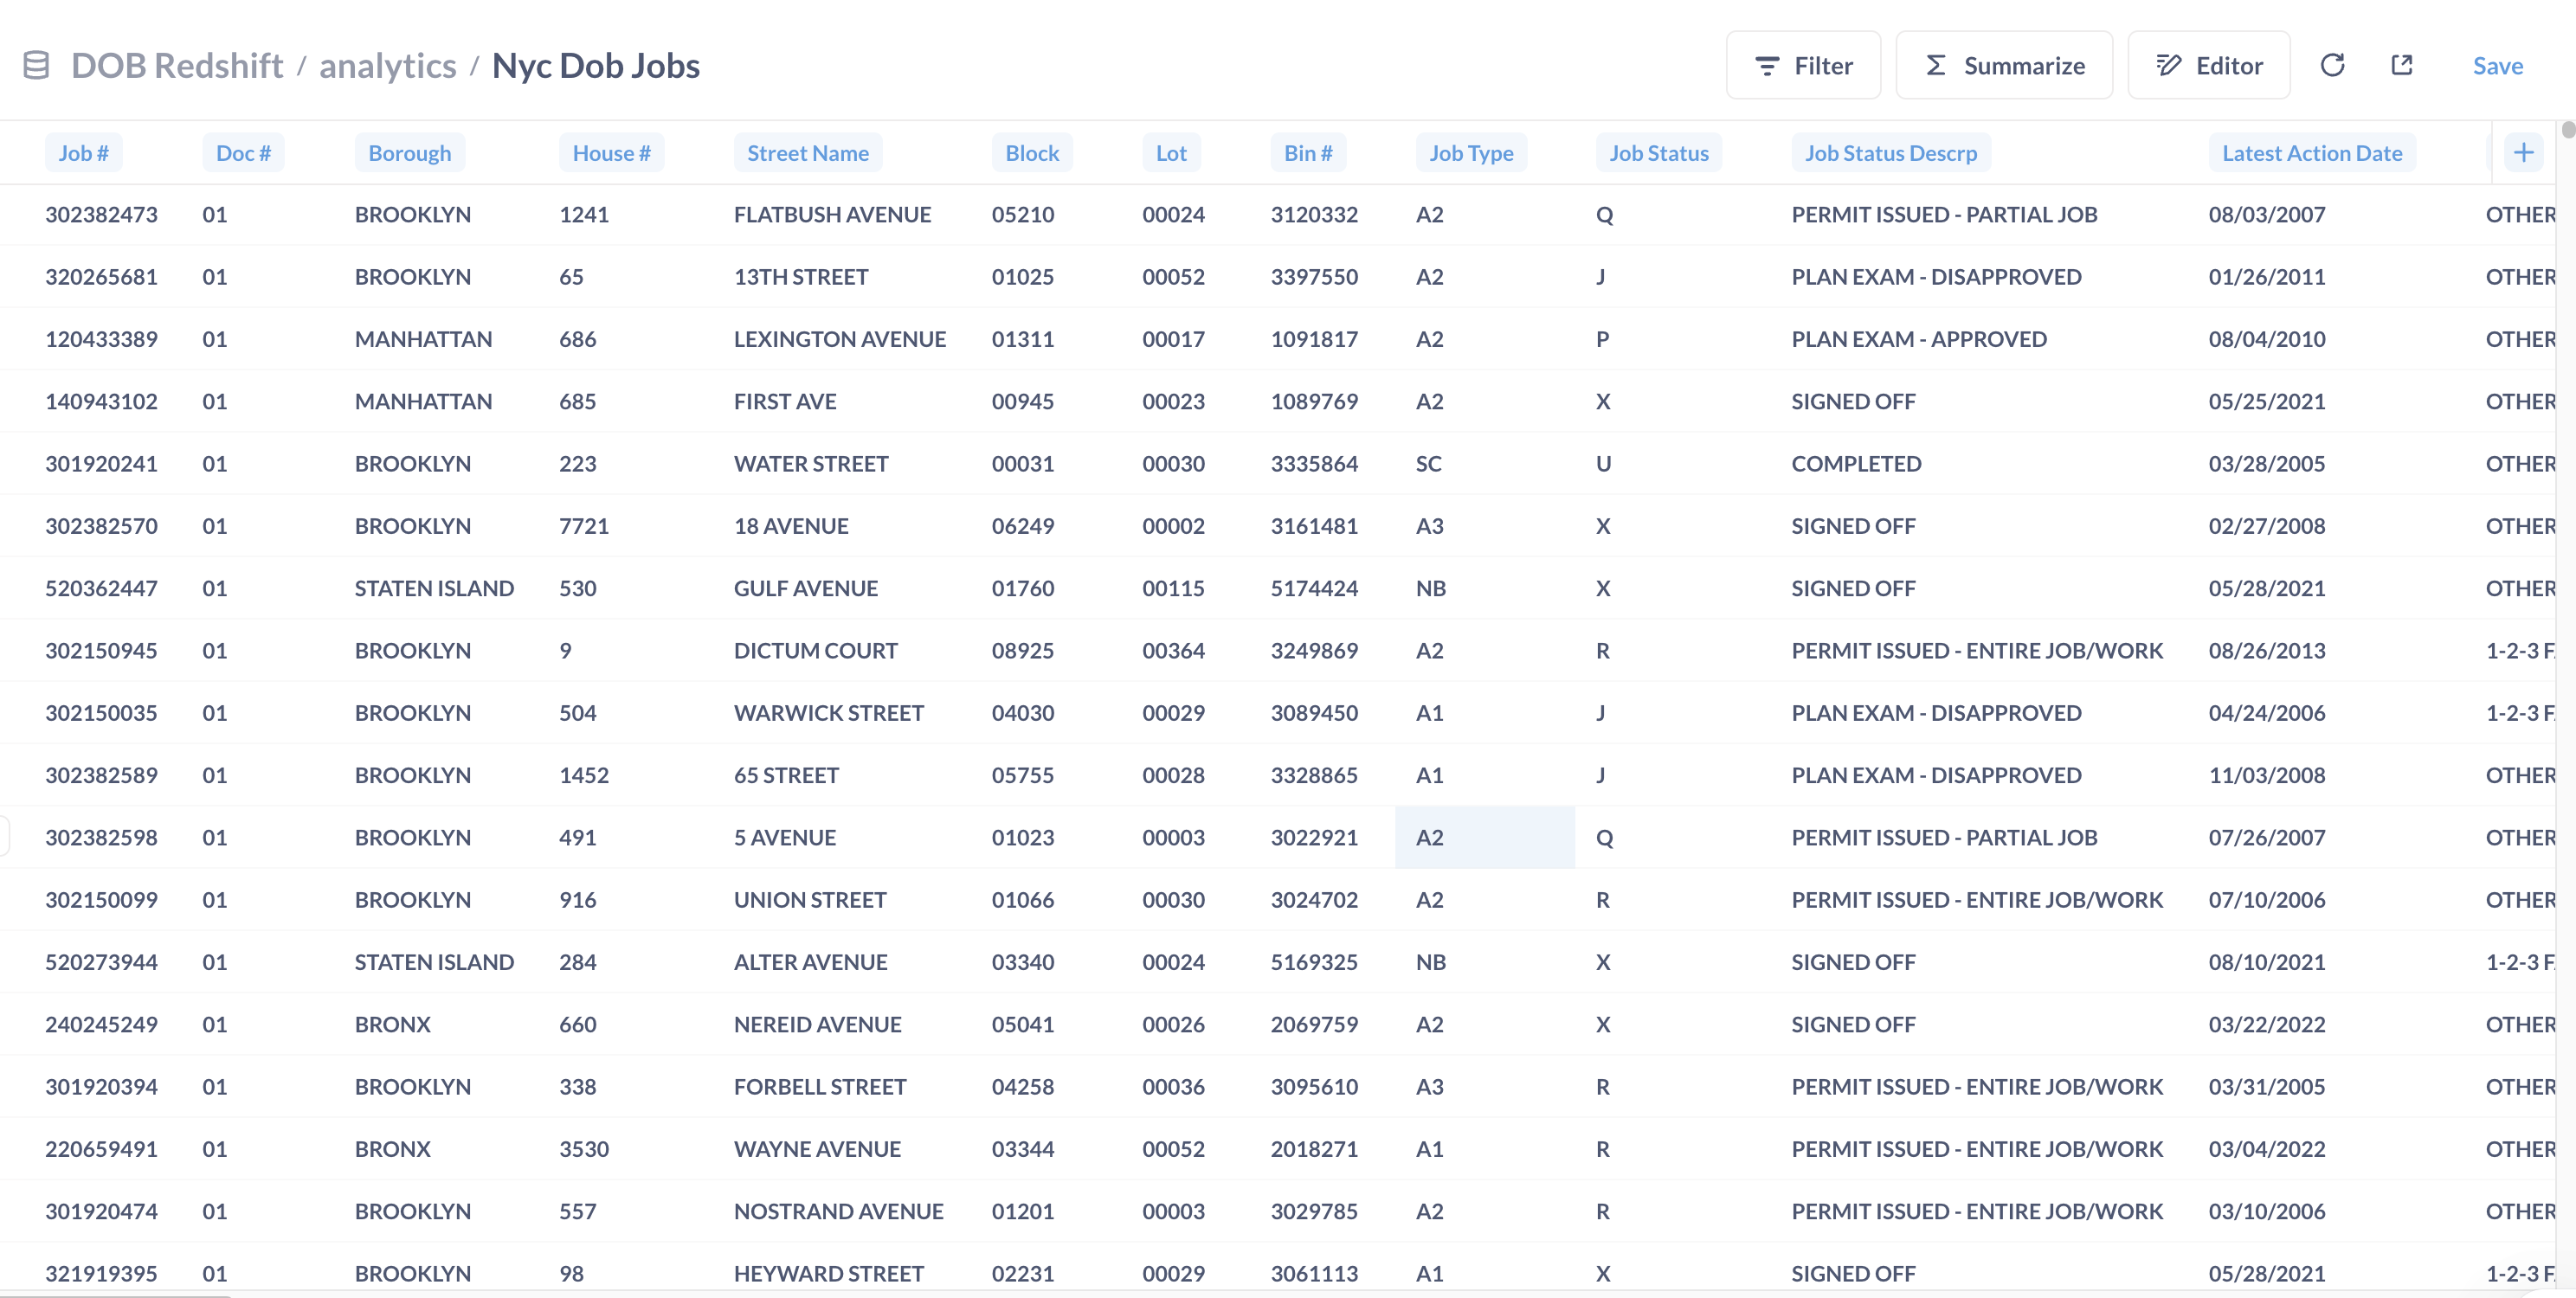 DOB Redshift / analytics / Nyc Dob Jobs Filter Summarize Editor Save
Job # Doc # Borough House # Street Name Block Lot Bin # Job Type Job Status Job Status Descrp Latest Action Date
302382473 01 BROOKLYN 1241 FLATBUSH AVENUE 05210 00024 3120332 A2 Q PERMIT ISSUED - PARTIAL JOB 08/03/2007 OTHER
320265681 01 BROOKLYN 65 13TH STREET 01025 00052 3397550 A2 J PLAN EXAM - DISAPPROVED 01/26/2011 OTHER
120433389 01 MANHATTAN 686 LEXINGTON AVENUE 01311 00017 1091817 A2 P PLAN EXAM - APPROVED 08/04/2010 OTHER
140943102 01 MANHATTAN 685 FIRST AVE 00945 00023 1089769 A2 X SIGNED OFF 05/25/2021 OTHER
301920241 01 BROOKLYN 223 WATER STREET 00031 00030 3335864 SC U COMPLETED 03/28/2005 OTHER
302382570 01 BROOKLYN 7721 18 AVENUE 06249 00002 3161481 A3 X SIGNED OFF 02/27/2008 OTHER
520362447 01 STATEN ISLAND 530 GULF AVENUE 01760 00115 5174424 NB X SIGNED OFF 05/28/2021 OTHER
302150945 01 BROOKLYN 9 DICTUM COURT 08925 00364 3249869 A2 R PERMIT ISSUED - ENTIRE JOB/WORK 08/26/2013 1-2-3 F
302150035 01 BROOKLYN 504 WARWICK STREET 04030 00029 3089450 A1 J PLAN EXAM - DISAPPROVED 04/24/2006 1-2-3 F
302382589 01 BROOKLYN 1452 65 STREET 05755 00028 3328865 A1 J PLAN EXAM - DISAPPROVED 11/03/2008 OTHER
302382598 01 BROOKLYN 491 5 AVENUE 01023 00003 3022921 A2 Q PERMIT ISSUED - PARTIAL JOB 07/26/2007 OTHER
302150099 01 BROOKLYN 916 UNION STREET 01066 00030 3024702 A2 R PERMIT ISSUED - ENTIRE JOB/WORK 07/10/2006 OTHER
520273944 01 STATEN ISLAND 284 ALTER AVENUE 03340 00024 5169325 NB X SIGNED OFF 08/10/2021 1-2-3 F
240245249 01 BRONX 660 NEREID AVENUE 05041 00026 2069759 A2 X SIGNED OFF 03/22/2022 OTHER
301920394 01 BROOKLYN 338 FORBELL STREET 04258 00036 3095610 A3 R PERMIT ISSUED - ENTIRE JOB/WORK 03/31/2005 OTHER
220659491 01 BRONX 3530 WAYNE AVENUE 03344 00052 2018271 A1 R PERMIT ISSUED - ENTIRE JOB/WORK 03/04/2022 OTHER
301920474 01 BROOKLYN 557 NOSTRAND AVENUE 01201 00003 3029785 A2 R PERMIT ISSUED - ENTIRE JOB/WORK 03/10/2006 OTHER
321919395 01 BROOKLYN 98 HEYWARD STREET 02231 00029 3061113 A1 X SIGNED OFF 05/28/2021 1-2-3 F